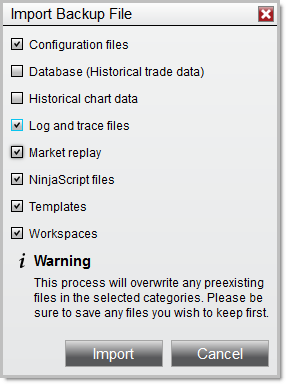 Import Backup File
Configuration files
Database (Historical trade data)
Historical chart data
Log and trace files
Market replay
NinjaScript files
Templates
Workspaces
i Warning
This process will overwrite any preexisting
files in the selected categories. Please be
sure to save any files you wish to keep first.
Import Cancel